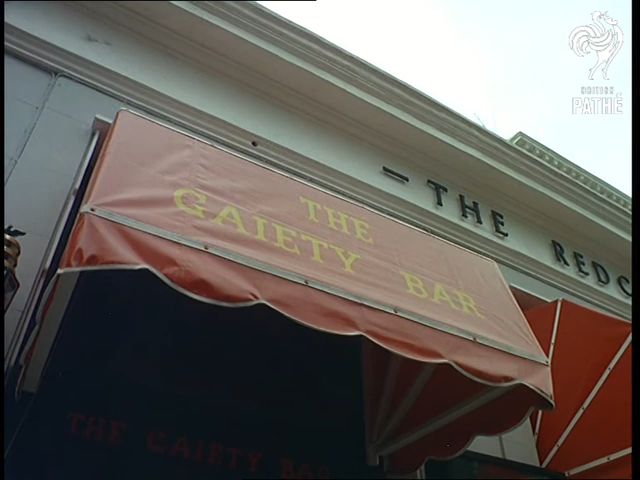 BRITISH
PATHÉ
— THE REDC
THE
GAIETY BAR
THE GAIETY BAR